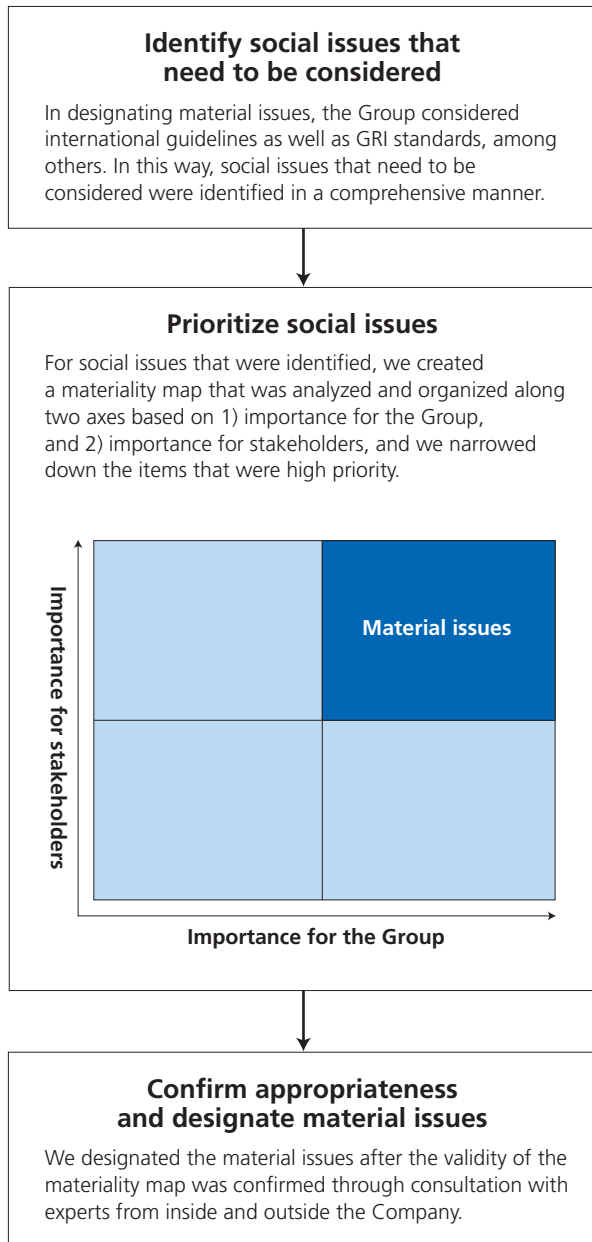 Identify social issues that
need to be considered
In designating material issues, the Group considered
international guidelines as well as GRI standards, among
others. In this way, social issues that need to be
considered were identified in a comprehensive manner.
Prioritize social issues
For social issues that were identified, we created
a materiality map that was analyzed and organized along
two axes based on 1) importance for the Group,
and 2) importance for stakeholders, and we narrowed
down the items that were high priority.
Importance for stakeholders
Material issues
Importance for the Group
Confirm appropriateness
and designate material issues
We designated the material issues after the validity of the
materiality map was confirmed through consultation with
experts from inside and outside the Company.